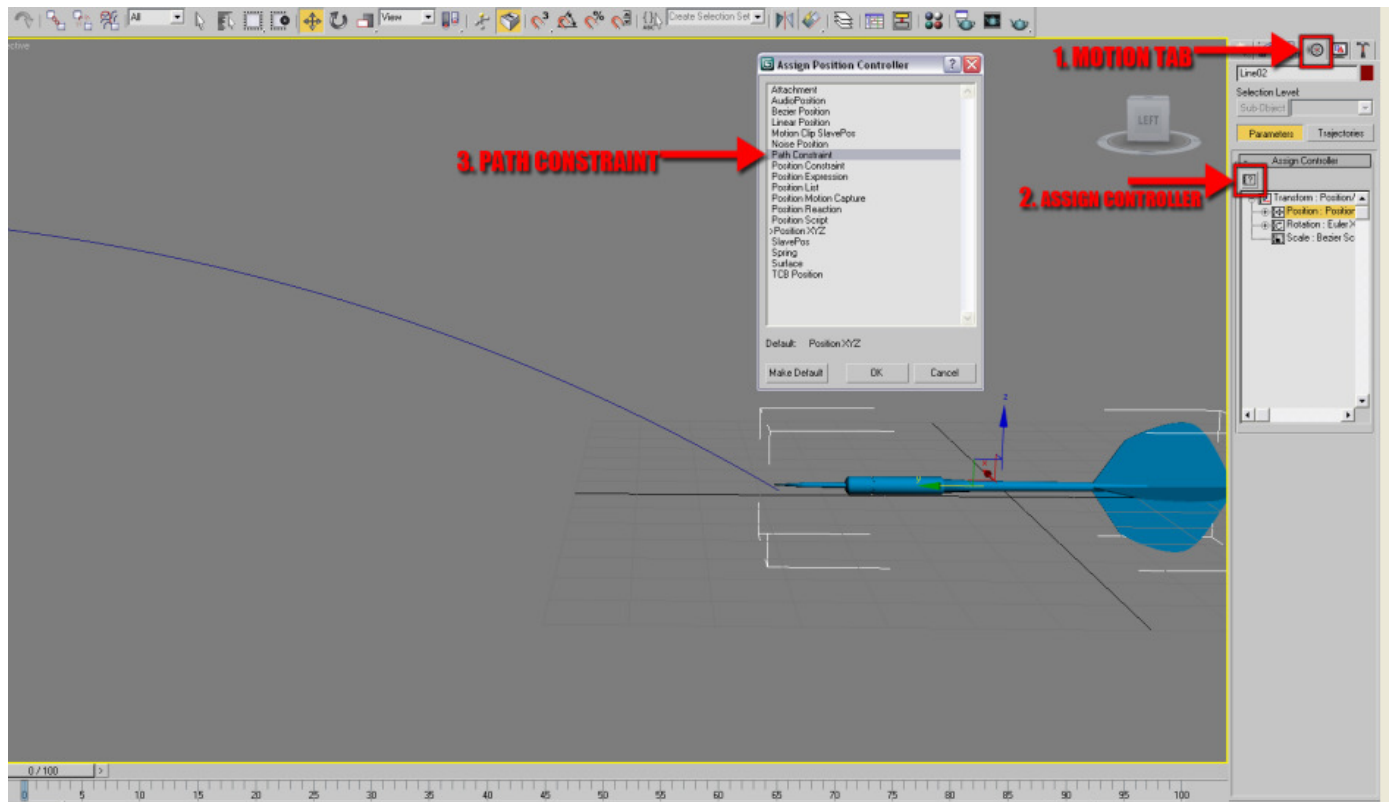 All
View
Create Selection Set
ective
1. MOTION TAB
Line02
Selection Level:
Sub-Object
Parameters
Trajectories
Assign Controller
2. ASSIGN CONTROLLER
Transform : Position/
Position : Position
Rotation : Euler X
Scale : Bezier Sc
LEFT
Assign Position Controller
Attachment
AudioPosition
Bezier Position
Linear Position
Motion Clip SlavePos
Noise Position
3. PATH CONSTRAINT
Path Constraint
Position Constraint
Position Expression
Position List
Position Motion Capture
Position Reaction
Position Script
>Position XYZ
SlavePos
Spring
Surface
TCB Position
Default: Position XYZ
Make Default
OK
Cancel
z
x
y
0 / 100
0 5 10 15 20 25 30 35 40 45 50 55 60 65 70 75 80 85 90 95 100